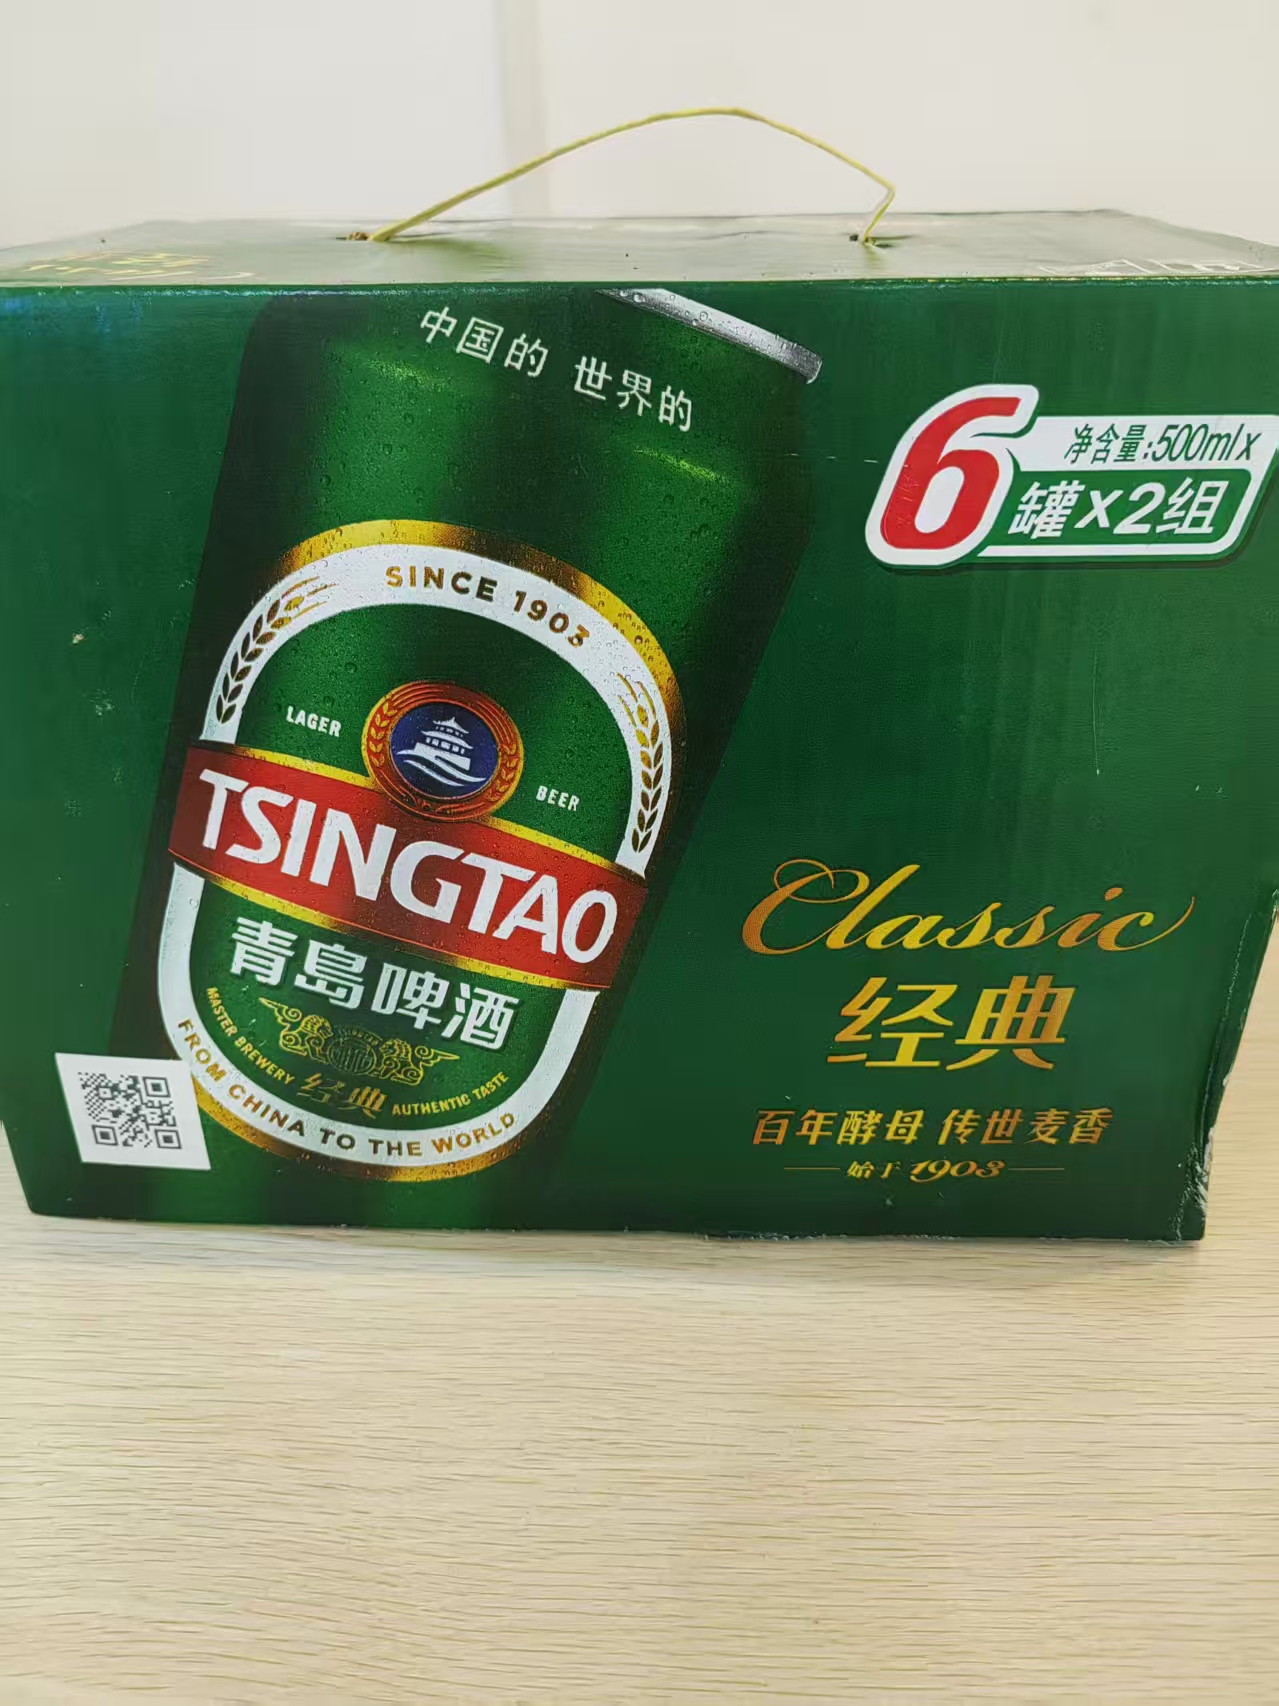 中国的 世界的
净含量:500mlx
6罐x2组
SINCE 1903
LAGER
BEER
TSINGTAO
青岛啤酒
经典
MASTER BREWERY
AUTHENTIC TASTE
FROM CHINA TO THE WORLD
Classic
经典
百年酵母 传世麦香
始于1903